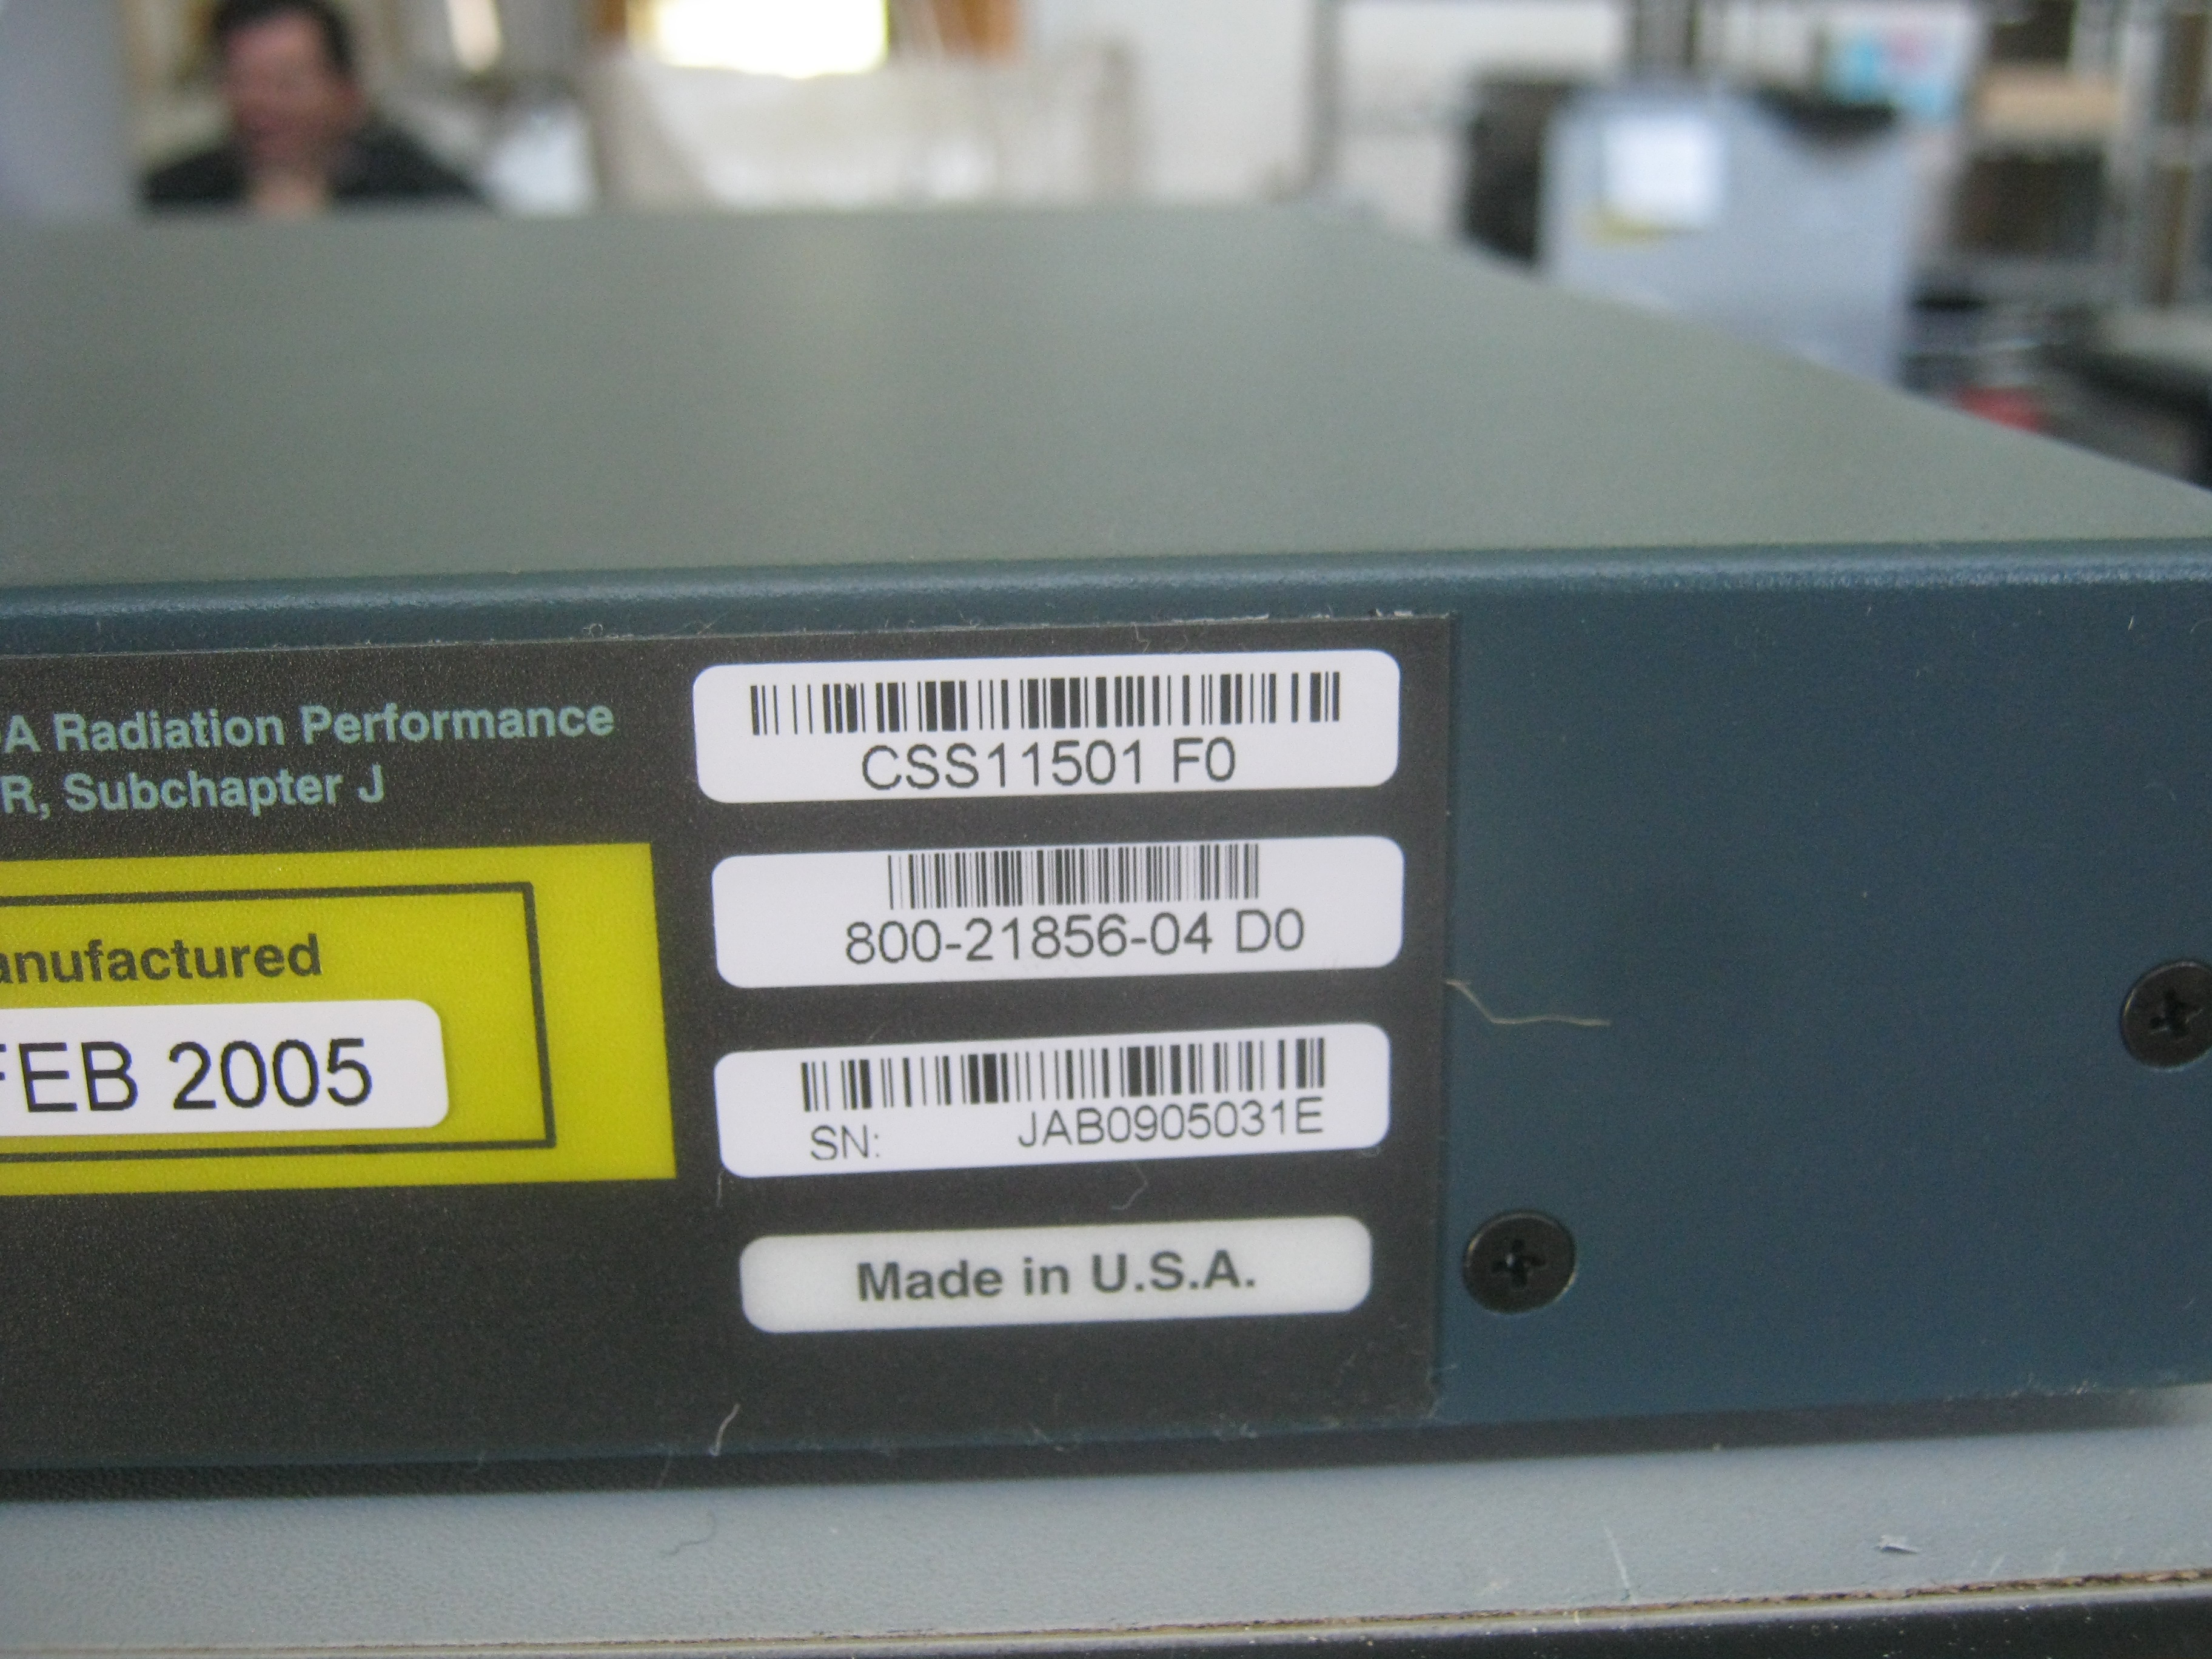 -A Radiation Performance
R, Subchapter J
anufactured
FEB 2005
CSS11501 F0
800-21856-04 D0
SN: JAB0905031E
Made in U.S.A.